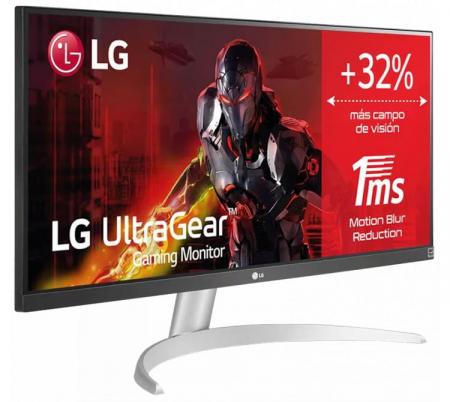 LG
+32%
más campo
de visión
1ms
Motion Blur
Reduction
LG UltraGear™
Gaming Monitor
LG